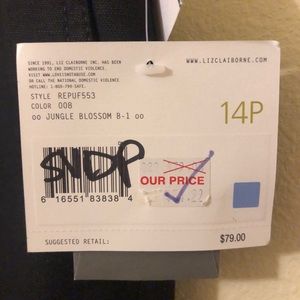 SINCE 1991, LIZ CLAIBORNE INC. HAS BEEN
WORKING TO END DOMESTIC VIOLENCE.
VISIT WWW.LOVEISNOTABUSE.COM
OR CALL THE NATIONAL DOMESTIC VIOLENCE
HOTLINE: 1-800-799-SAFE.
WWW.LIZCLAIBORNE.COM
STYLE REPUF553
COLOR 008
oo JUNGLE BLOSSOM B-1 oo
14P
SVDP
OUR PRICE
6 16551 83838 4
SUGGESTED RETAIL:
$79.00